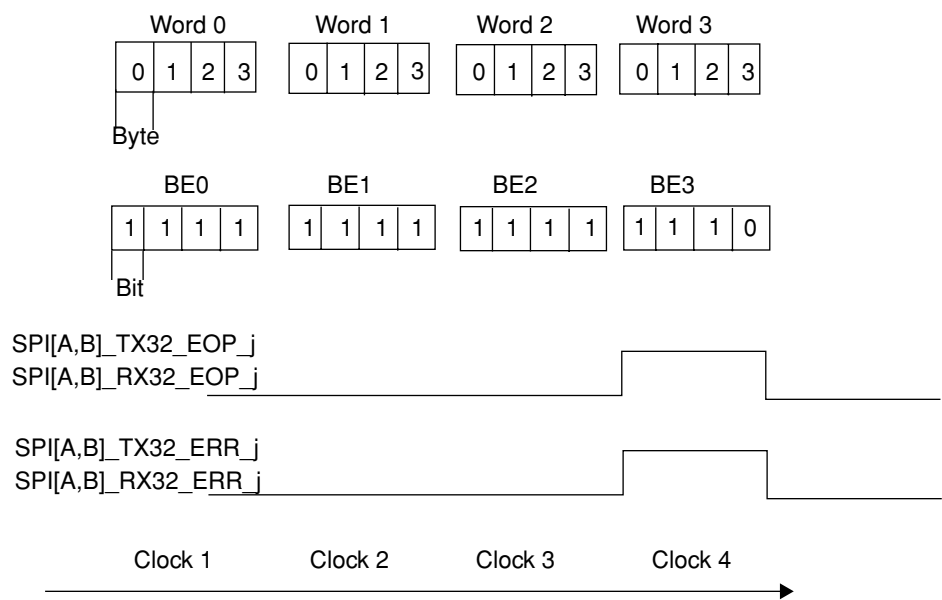 Word 0 Word 1 Word 2 Word 3
0 1 2 3 0 1 2 3 0 1 2 3 0 1 2 3
Byte
BE0 BE1 BE2 BE3
1 1 1 1 1 1 1 1 1 1 1 1 1 1 1 0
Bit
SPI[A,B]_TX32_EOP_j
SPI[A,B]_RX32_EOP_j
SPI[A,B]_TX32_ERR_j
SPI[A,B]_RX32_ERR_j
Clock 1 Clock 2 Clock 3 Clock 4